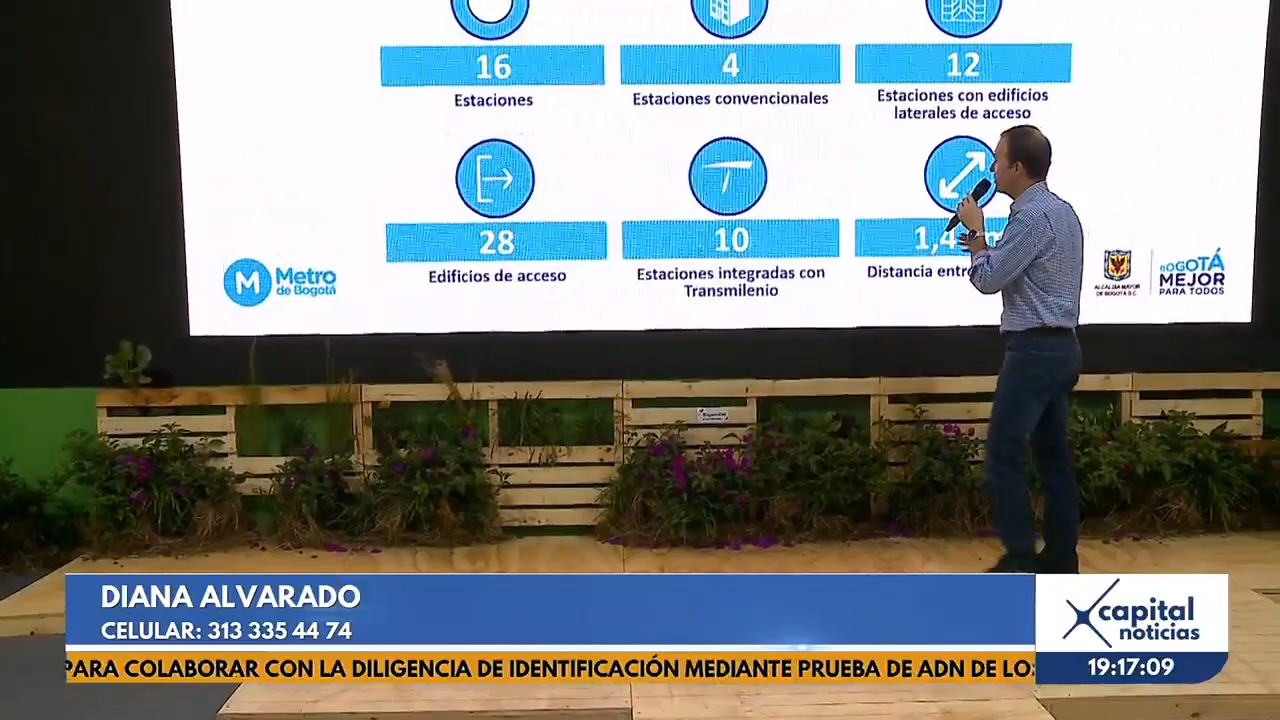 16
4
12
Estaciones
Estaciones convencionales
Estaciones con edificios
laterales de acceso
28
10
1,4
Edificios de acceso
Estaciones integradas con
Transmilenio
Distancia
M
Metro
de Bogotá
ALCALDÍA MAYOR
DE BOGOTÁ D.C.
BOGOTÁ
MEJOR
PARA TODOS
DIANA ALVARADO
CELULAR: 313 335 44 74
capital
noticias
PARA COLABORAR CON LA DILIGENCIA DE IDENTIFICACIÓN MEDIANTE PRUEBA DE ADN DE LO
19:17:09